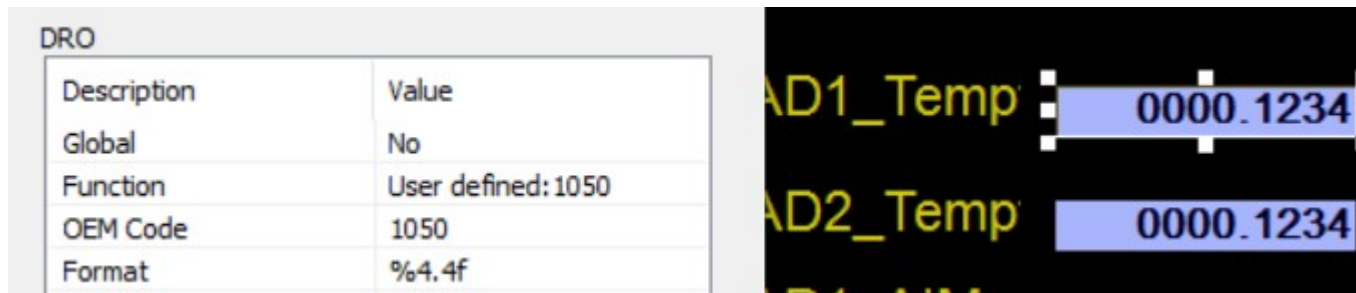 DRO
Description Value
Global No
Function User defined:1050
OEM Code 1050
Format %4.4f
AD1_Temp 0000.1234
AD2_Temp 0000.1234